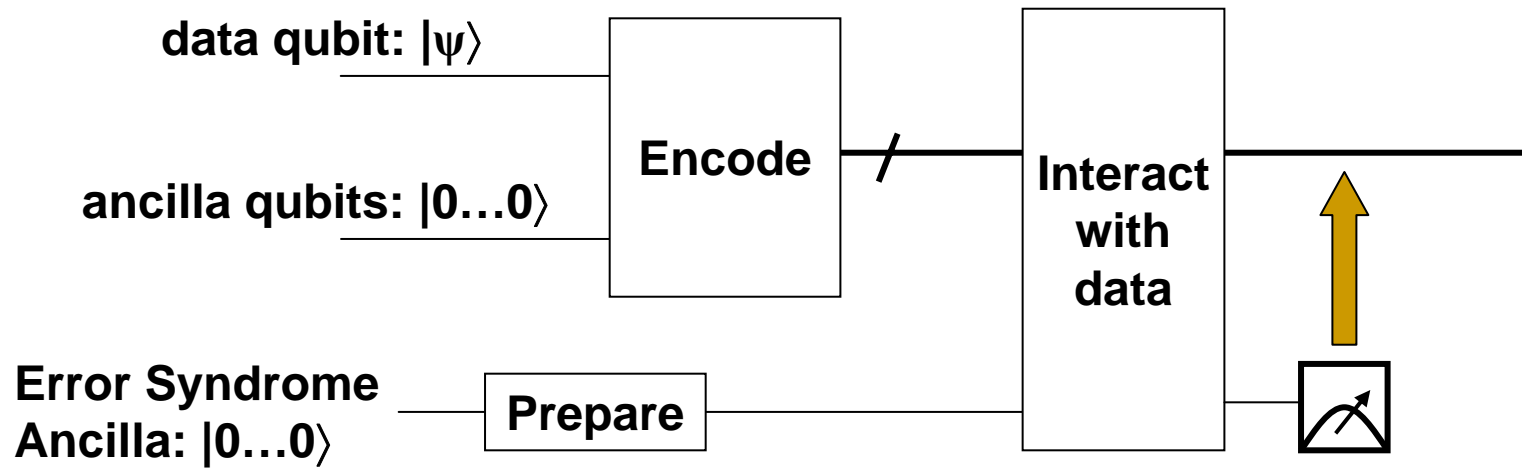 data qubit: |ψ⟩
ancilla qubits: |0…0⟩
Encode
Interact
with
data
Error Syndrome
Ancilla: |0…0⟩
Prepare